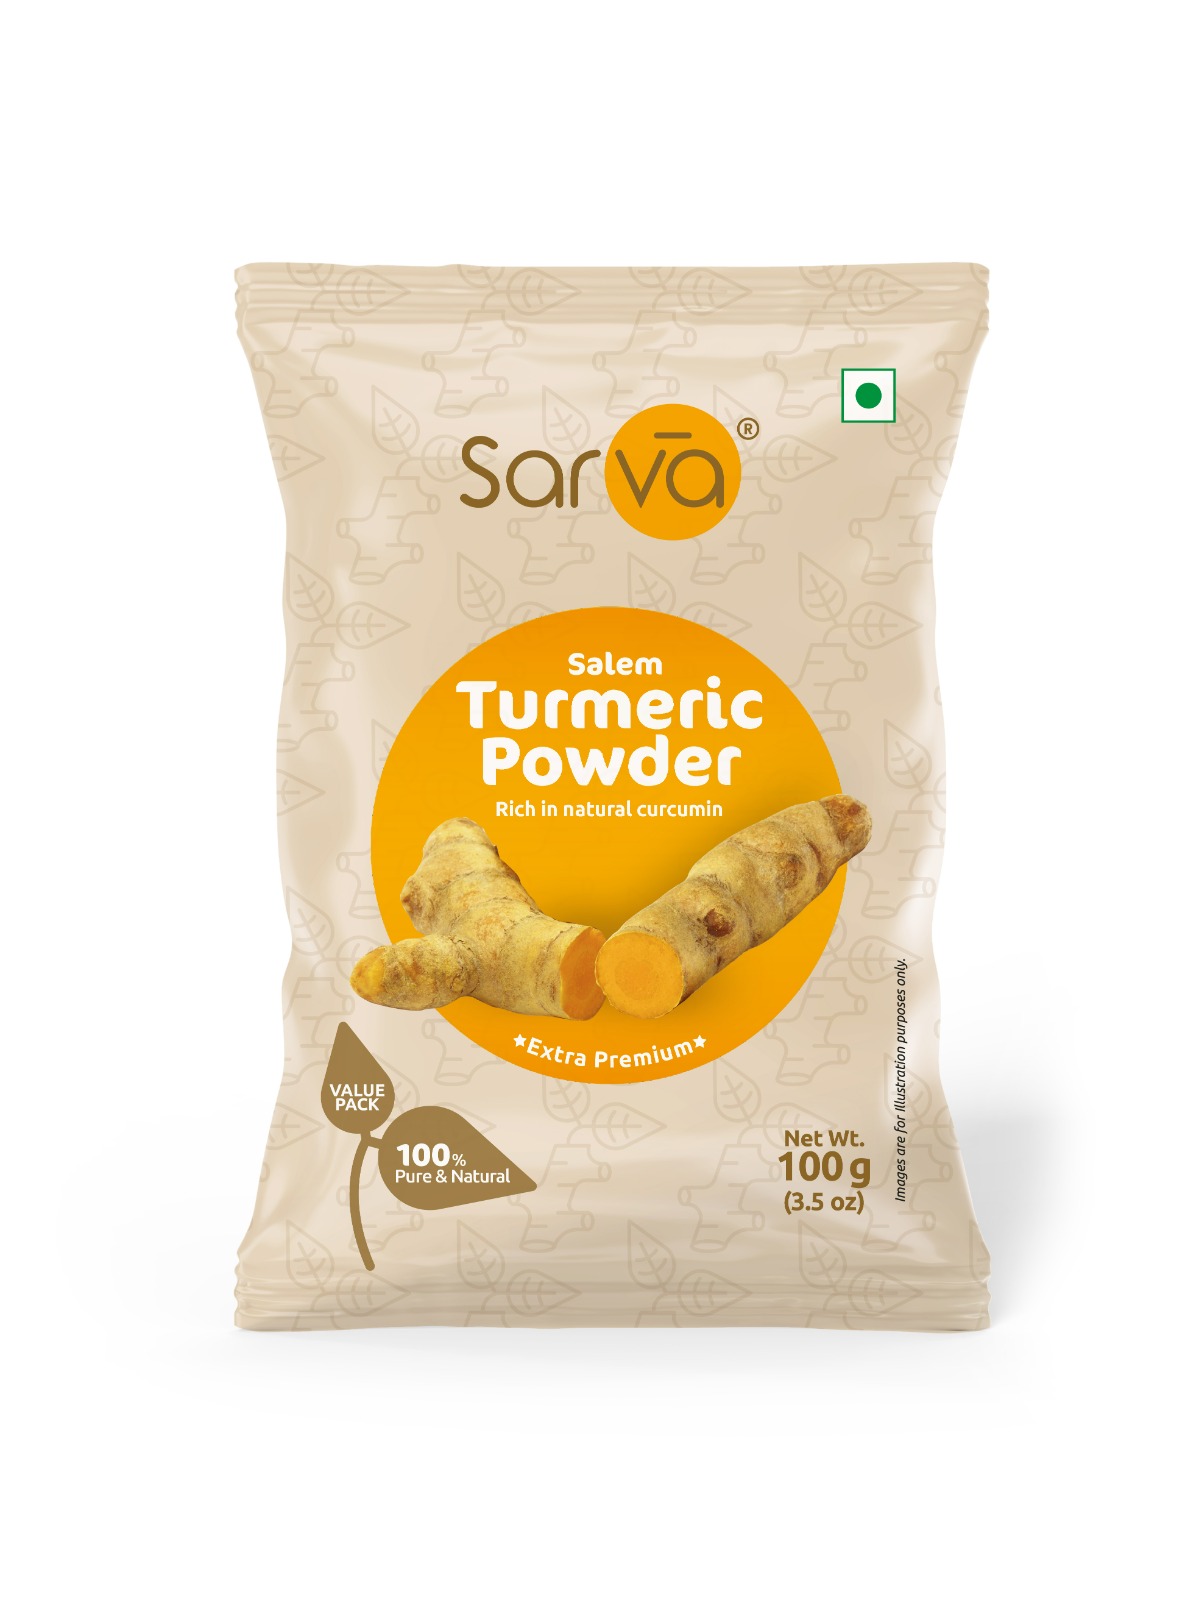 Sarvā®
Salem
Turmeric
Powder
Rich in natural curcumin
★Extra Premium★
VALUE
PACK
100%
Pure & Natural
Net Wt.
100 g
(3.5 oz)
Images are for Illustration purposes only.